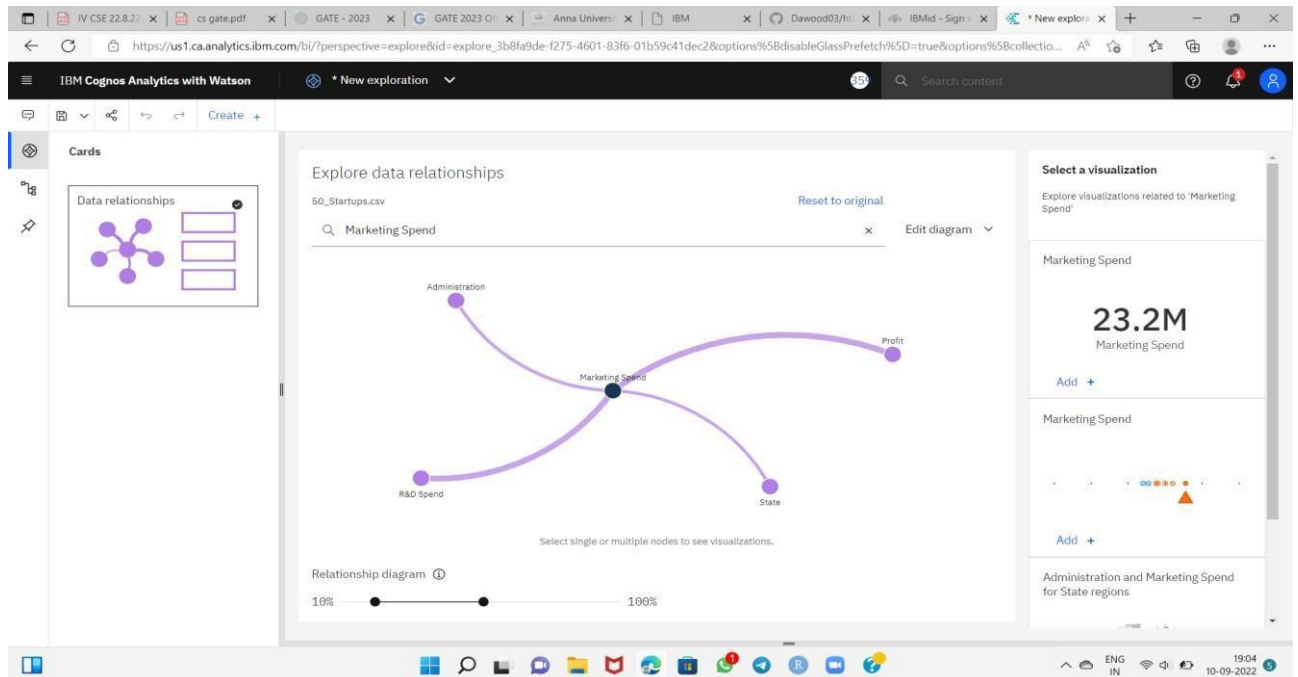 IV CSE 22.8.22
cs gate.pdf
GATE - 2023
GATE 2023 Of
Anna Universi
IBM
Dawood03/h
IBMid - Sign i
* New explora
https://us1.ca.analytics.ibm.com/bi/?perspective=explore&id=explore_3b8fa9de-f275-4601-83f6-01b59c41dec2&options%5BdisableGlassPrefetch%5D=true&options%5Bcollectio...
IBM Cognos Analytics with Watson
* New exploration
Search content
1
Create +
Cards
Data relationships
Explore data relationships
50_Startups.csv
Reset to original
Marketing Spend
Edit diagram
Administration
Profit
Marketing Spend
R&D Spend
State
Select single or multiple nodes to see visualizations.
Relationship diagram
10%
100%
Select a visualization
Explore visualizations related to 'Marketing
Spend'
Marketing Spend
23.2M
Marketing Spend
Add +
Marketing Spend
Add +
Administration and Marketing Spend
for State regions
ENG
IN
19:04
10-09-2022
5